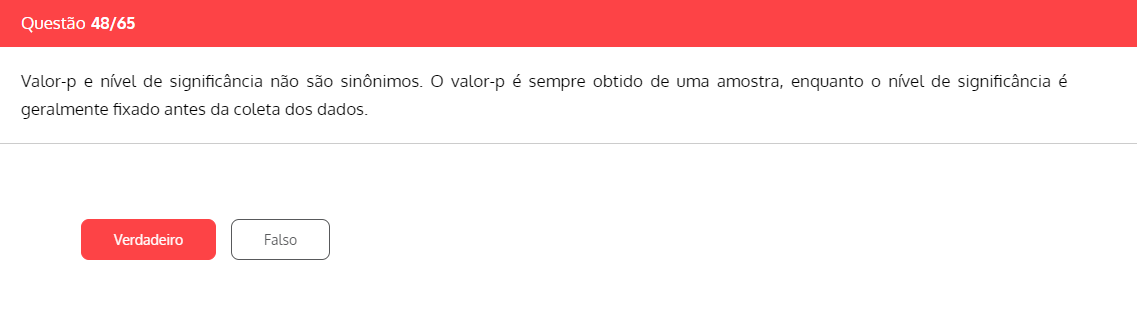 Questão 48/65
Valor-p e nível de significância não são sinônimos. O valor-p é sempre obtido de uma amostra, enquanto o nível de significância é
geralmente fixado antes da coleta dos dados.
Verdadeiro
Falso